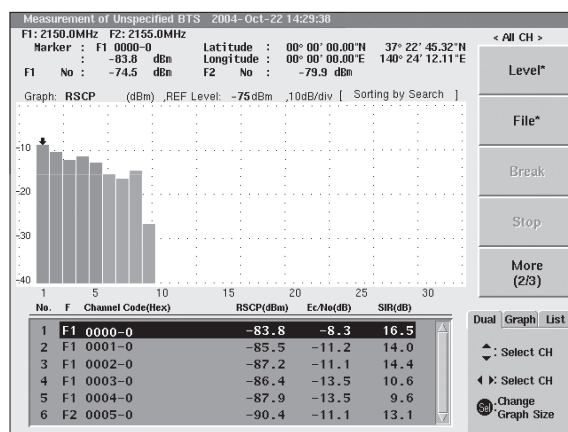 Measurement of Unspecified BTS 2004-Oct-22 14:29:38
F1: 2150.0MHz F2: 2155.0MHz
Marker : F1 0000-0 Latitude : 00° 00' 00.00"N 37° 22' 45.32"N
: -83.8 dBm Longitude : 00° 00' 00.00"E 140° 24' 12.11"E
F1 No : -74.5 dBm F2 No : -79.9 dBm
Graph: RSCP (dBm) ,REF Level: -75dBm ,10dB/div [ Sorting by Search ]
-10
-20
-30
-40
1 5 10 15 20 25 30
No. F Channel Code(Hex) RSCP(dBm) Ec/No(dB) SIR(dB)
1 F1 0000-0 -83.8 -8.3 16.5
2 F1 0001-0 -85.5 -11.2 14.0
3 F1 0002-0 -87.2 -11.1 14.4
4 F1 0003-0 -86.4 -13.5 10.6
5 F1 0004-0 -87.9 -13.5 9.6
6 F2 0005-0 -90.4 -11.1 13.1
< All CH >
Level*
File*
Break
Stop
More
(2/3)
Dual Graph List
: Select CH
: Select CH
Sel :Change
Graph Size